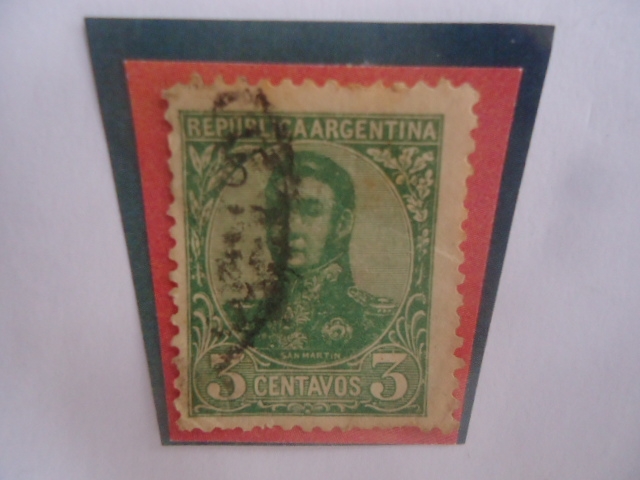 REPUBLICA ARGENTINA
SAN MARTIN
3 CENTAVOS 3